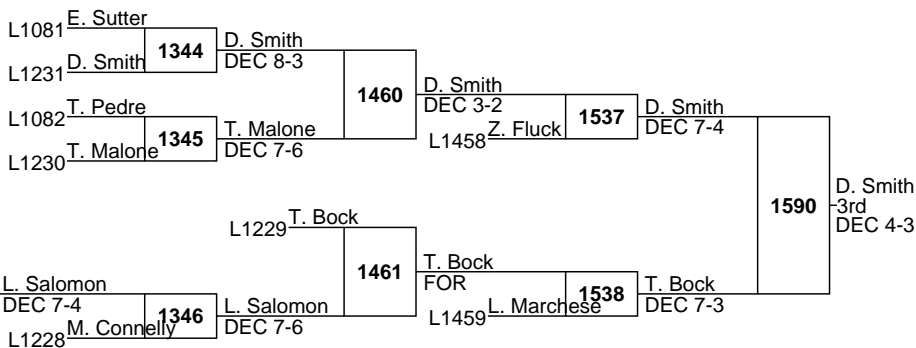 L1081 E. Sutter
1344
D. Smith
DEC 8-3
L1231 D. Smith
1460
D. Smith
DEC 3-2
L1082 T. Pedre
1345
T. Malone
DEC 7-6
L1230 T. Malone
L1458 Z. Fluck
1537
D. Smith
DEC 7-4
1590
D. Smith
3rd
DEC 4-3
L1229 T. Bock
1461
T. Bock
FOR
L. Salomon
DEC 7-4
1346
L. Salomon
DEC 7-6
L1228 M. Connelly
L1459 L. Marchese
1538
T. Bock
DEC 7-3